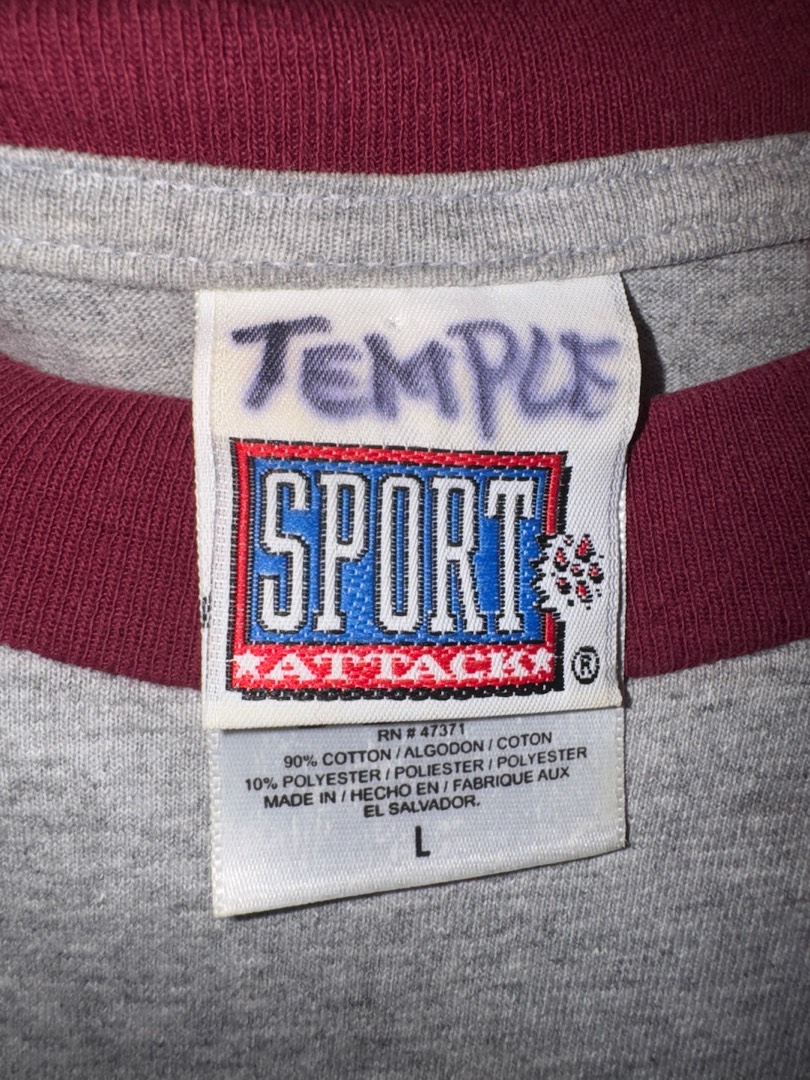 TEMPLE
SPORT
★ATTACK★
®
RN # 47371
90% COTTON / ALGODON / COTON
10% POLYESTER / POLIESTER / POLYESTER
MADE IN / HECHO EN / FABRIQUE AUX
EL SALVADOR.
L